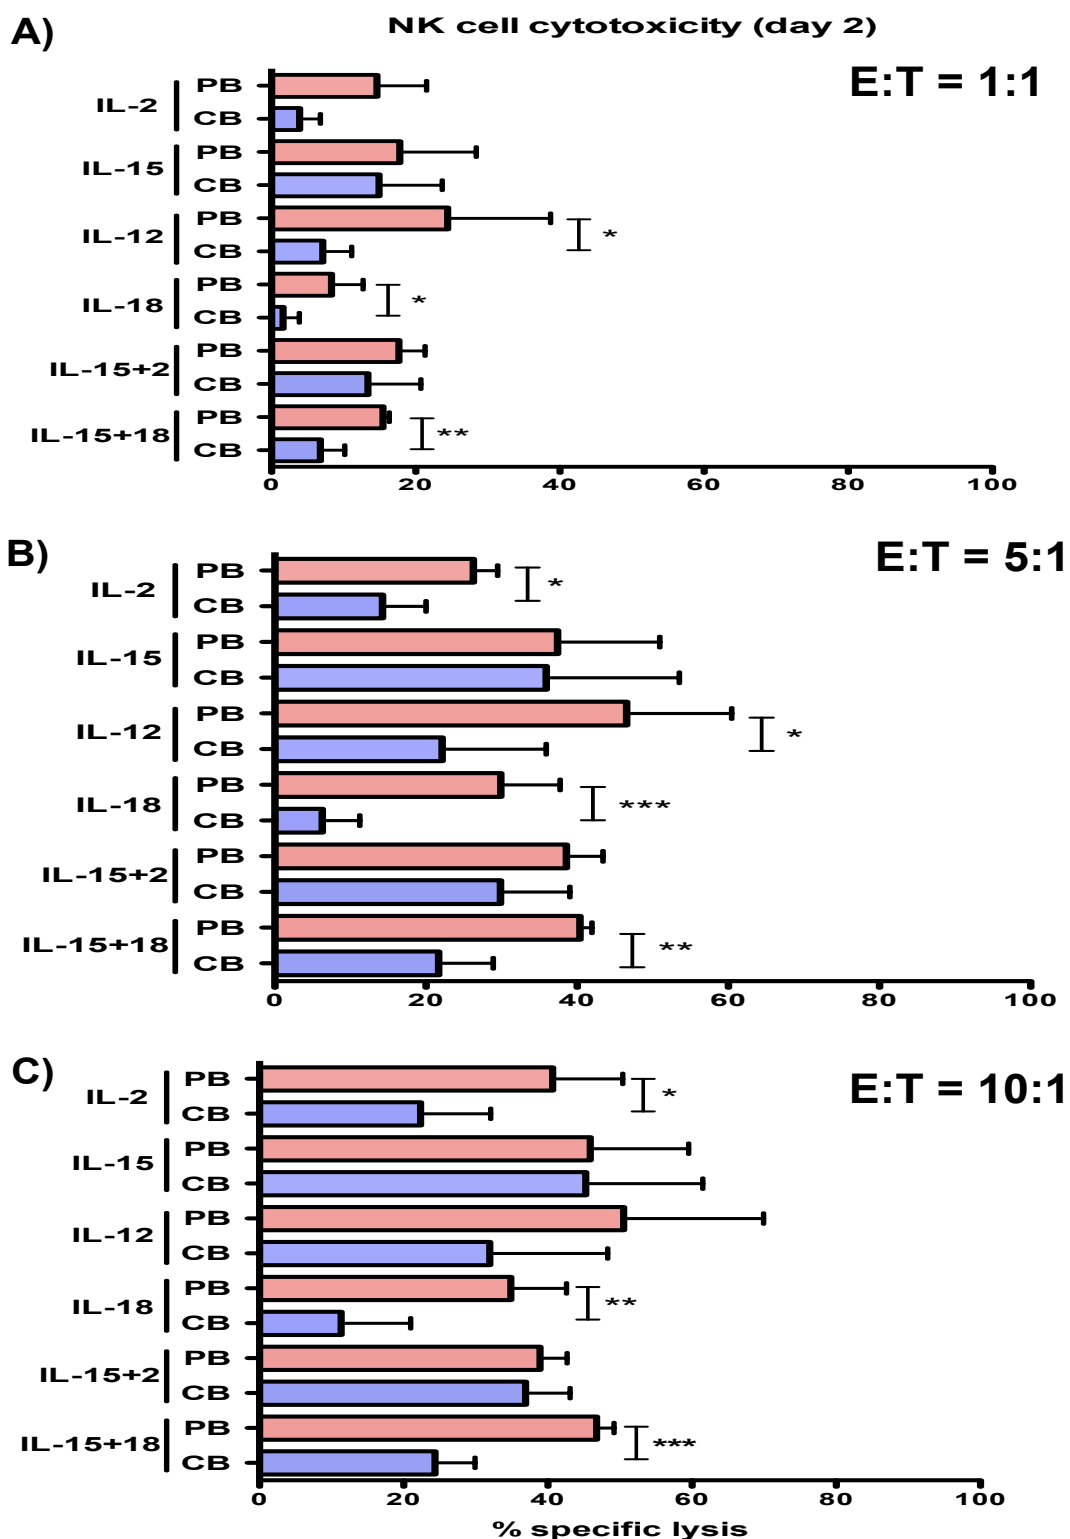 A)
NK cell cytotoxicity (day 2)
E:T = 1:1
IL-2
PB
CB
IL-15
PB
CB
IL-12
PB
CB
*
IL-18
PB
CB
*
IL-15+2
PB
CB
IL-15+18
PB
CB
**
0 20 40 60 80 100
B)
E:T = 5:1
IL-2
PB
CB
*
IL-15
PB
CB
IL-12
PB
CB
*
IL-18
PB
CB
***
IL-15+2
PB
CB
IL-15+18
PB
CB
**
0 20 40 60 80 100
C)
E:T = 10:1
IL-2
PB
CB
*
IL-15
PB
CB
IL-12
PB
CB
IL-18
PB
CB
**
IL-15+2
PB
CB
IL-15+18
PB
CB
***
0 20 40 60 80 100
% specific lysis